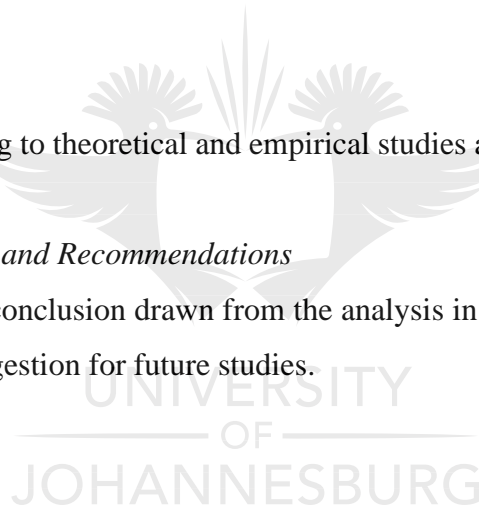 g to theoretical and empirical studies a
and Recommendations
conclusion drawn from the analysis in
gestion for future studies.
UNIVERSITY
OF
JOHANNESBURG